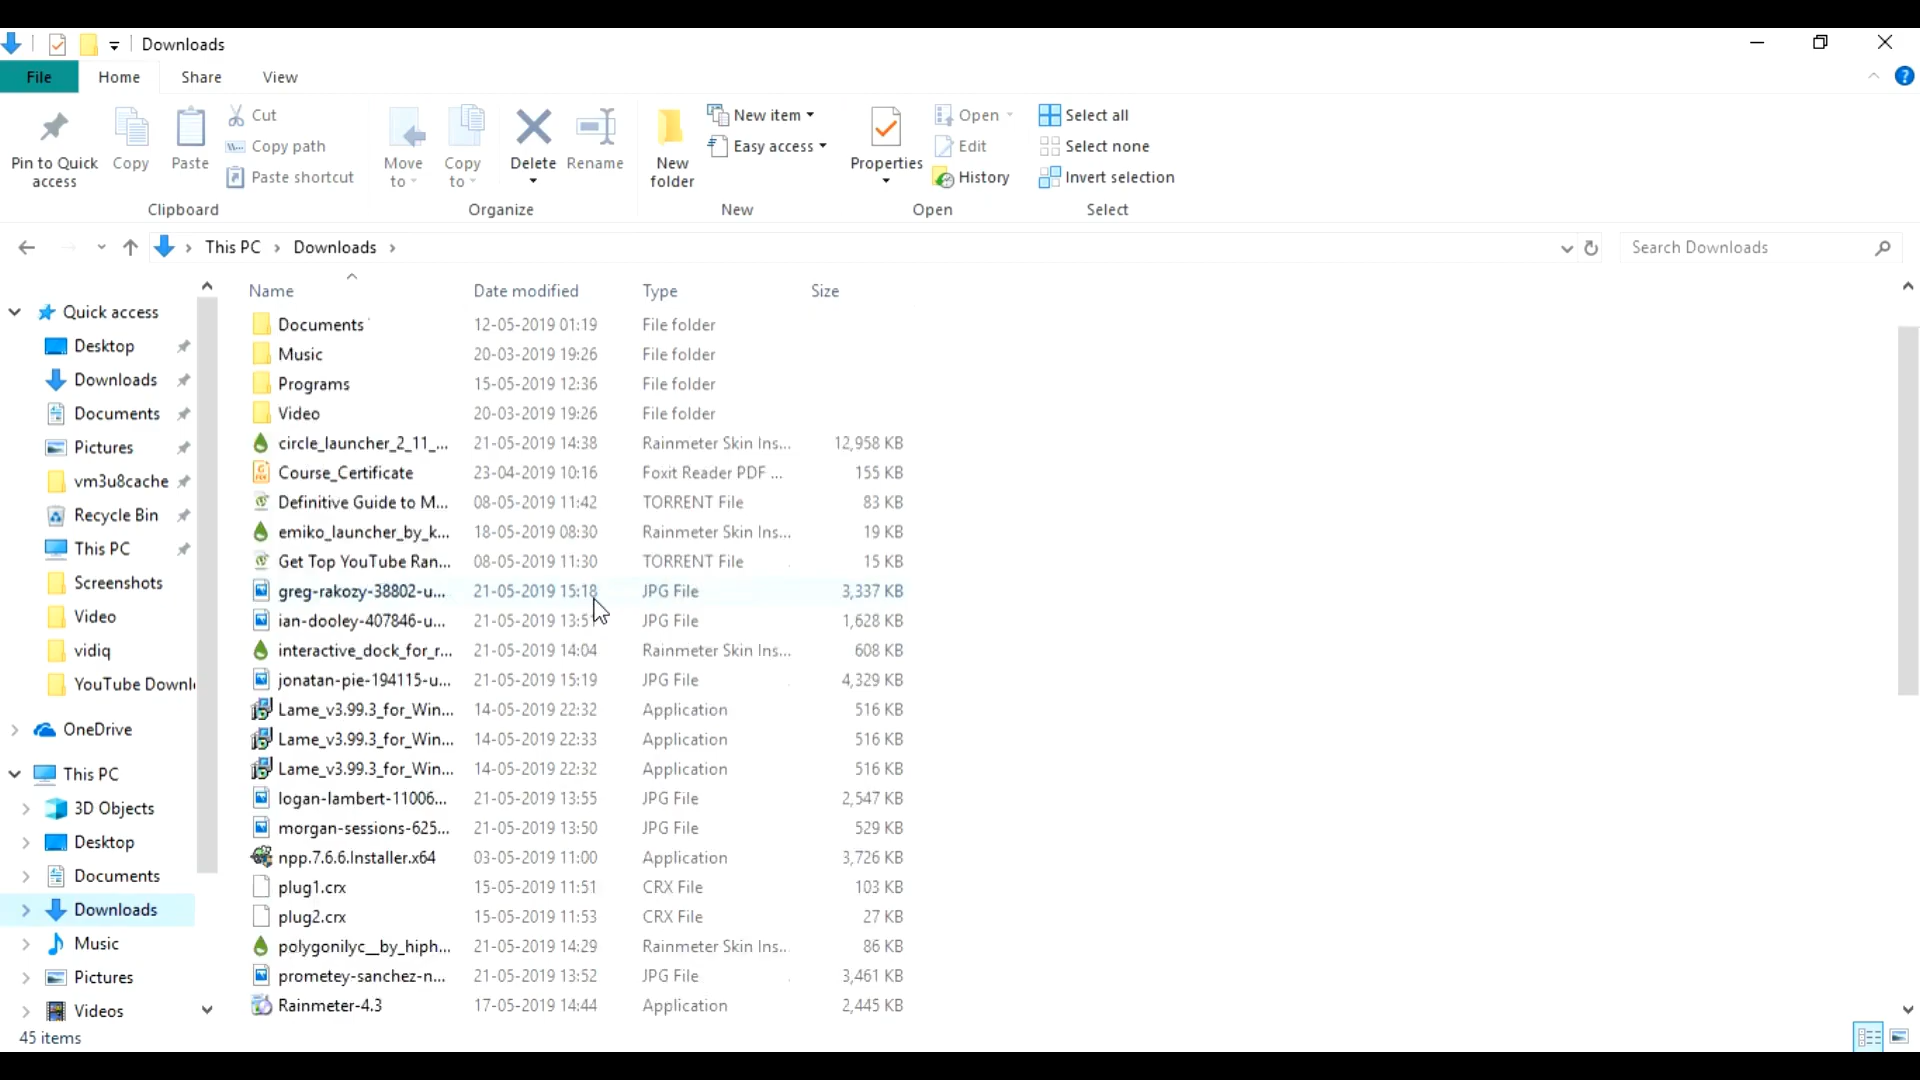 Downloads
File Home Share View
Pin to Quick access
Copy
Paste
Cut
Copy path
Paste shortcut
Clipboard
Move to
Copy to
Delete
Rename
Organize
New folder
New item
Easy access
New
Properties
Open
Edit
History
Open
Select all
Select none
Invert selection
Select
This PC Downloads
Search Downloads
Quick access
Desktop
Downloads
Documents
Pictures
vm3u8cache
Recycle Bin
This PC
Screenshots
Video
vidiq
YouTube Downl
OneDrive
This PC
3D Objects
Desktop
Documents
Downloads
Music
Pictures
Videos
Name Date modified Type Size
Documents 12-05-2019 01:19 File folder
Music 20-03-2019 19:26 File folder
Programs 15-05-2019 12:36 File folder
Video 20-03-2019 19:26 File folder
circle_launcher_2_11_... 21-05-2019 14:38 Rainmeter Skin Ins... 12,958 KB
Course_Certificate 23-04-2019 10:16 Foxit Reader PDF ... 155 KB
Definitive Guide to M... 08-05-2019 11:42 TORRENT File 83 KB
emiko_launcher_by_k... 18-05-2019 08:30 Rainmeter Skin Ins... 19 KB
Get Top YouTube Ran... 08-05-2019 11:30 TORRENT File 15 KB
greg-rakozy-38802-u... 21-05-2019 15:18 JPG File 3,337 KB
ian-dooley-407846-u... 21-05-2019 JPG File 1,628 KB
interactive_dock_for_r... 21-05-2019 14:04 Rainmeter Skin Ins... 608 KB
jonatan-pie-194115-u... 21-05-2019 15:19 JPG File 4,329 KB
Lame_v3.99.3_for_Win... 14-05-2019 22:32 Application 516 KB
Lame_v3.99.3_for_Win... 14-05-2019 22:33 Application 516 KB
Lame_v3.99.3_for_Win... 14-05-2019 22:32 Application 516 KB
logan-lambert-11006... 21-05-2019 13:55 JPG File 2,547 KB
morgan-sessions-625... 21-05-2019 13:50 JPG File 529 KB
npp.7.6.6.Installer.x64 03-05-2019 11:00 Application 3,726 KB
plug1.crx 15-05-2019 11:51 CRX File 103 KB
plug2.crx 15-05-2019 11:53 CRX File 27 KB
polygonilyc__by_hiph... 21-05-2019 14:29 Rainmeter Skin Ins... 86 KB
prometey-sanchez-n... 21-05-2019 13:52 JPG File 3,461 KB
Rainmeter-4.3 17-05-2019 14:44 Application 2,445 KB
45 items